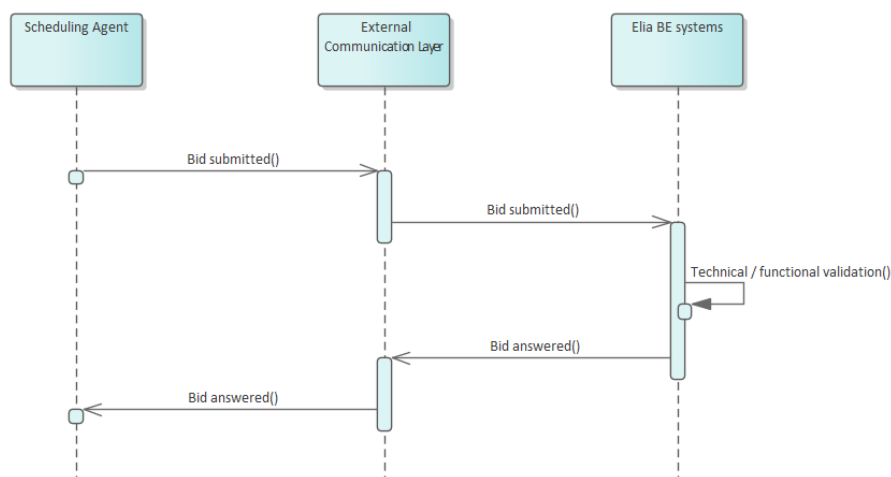 Scheduling Agent
External
Communication Layer
Elia BE systems
Bid submitted()
Bid submitted()
Technical / functional validation()
Bid answered()
Bid answered()